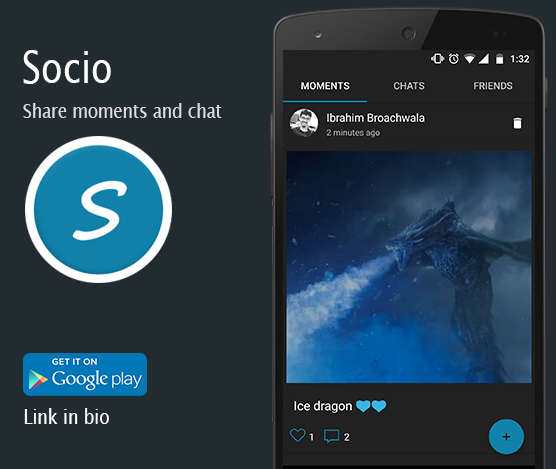 Socio
Share moments and chat
S
GET IT ON
Google play
Link in bio
1:32
MOMENTS CHATS FRIENDS
Ibrahim Broachwala
2 minutes ago
Ice dragon 💙💙
1 2
+